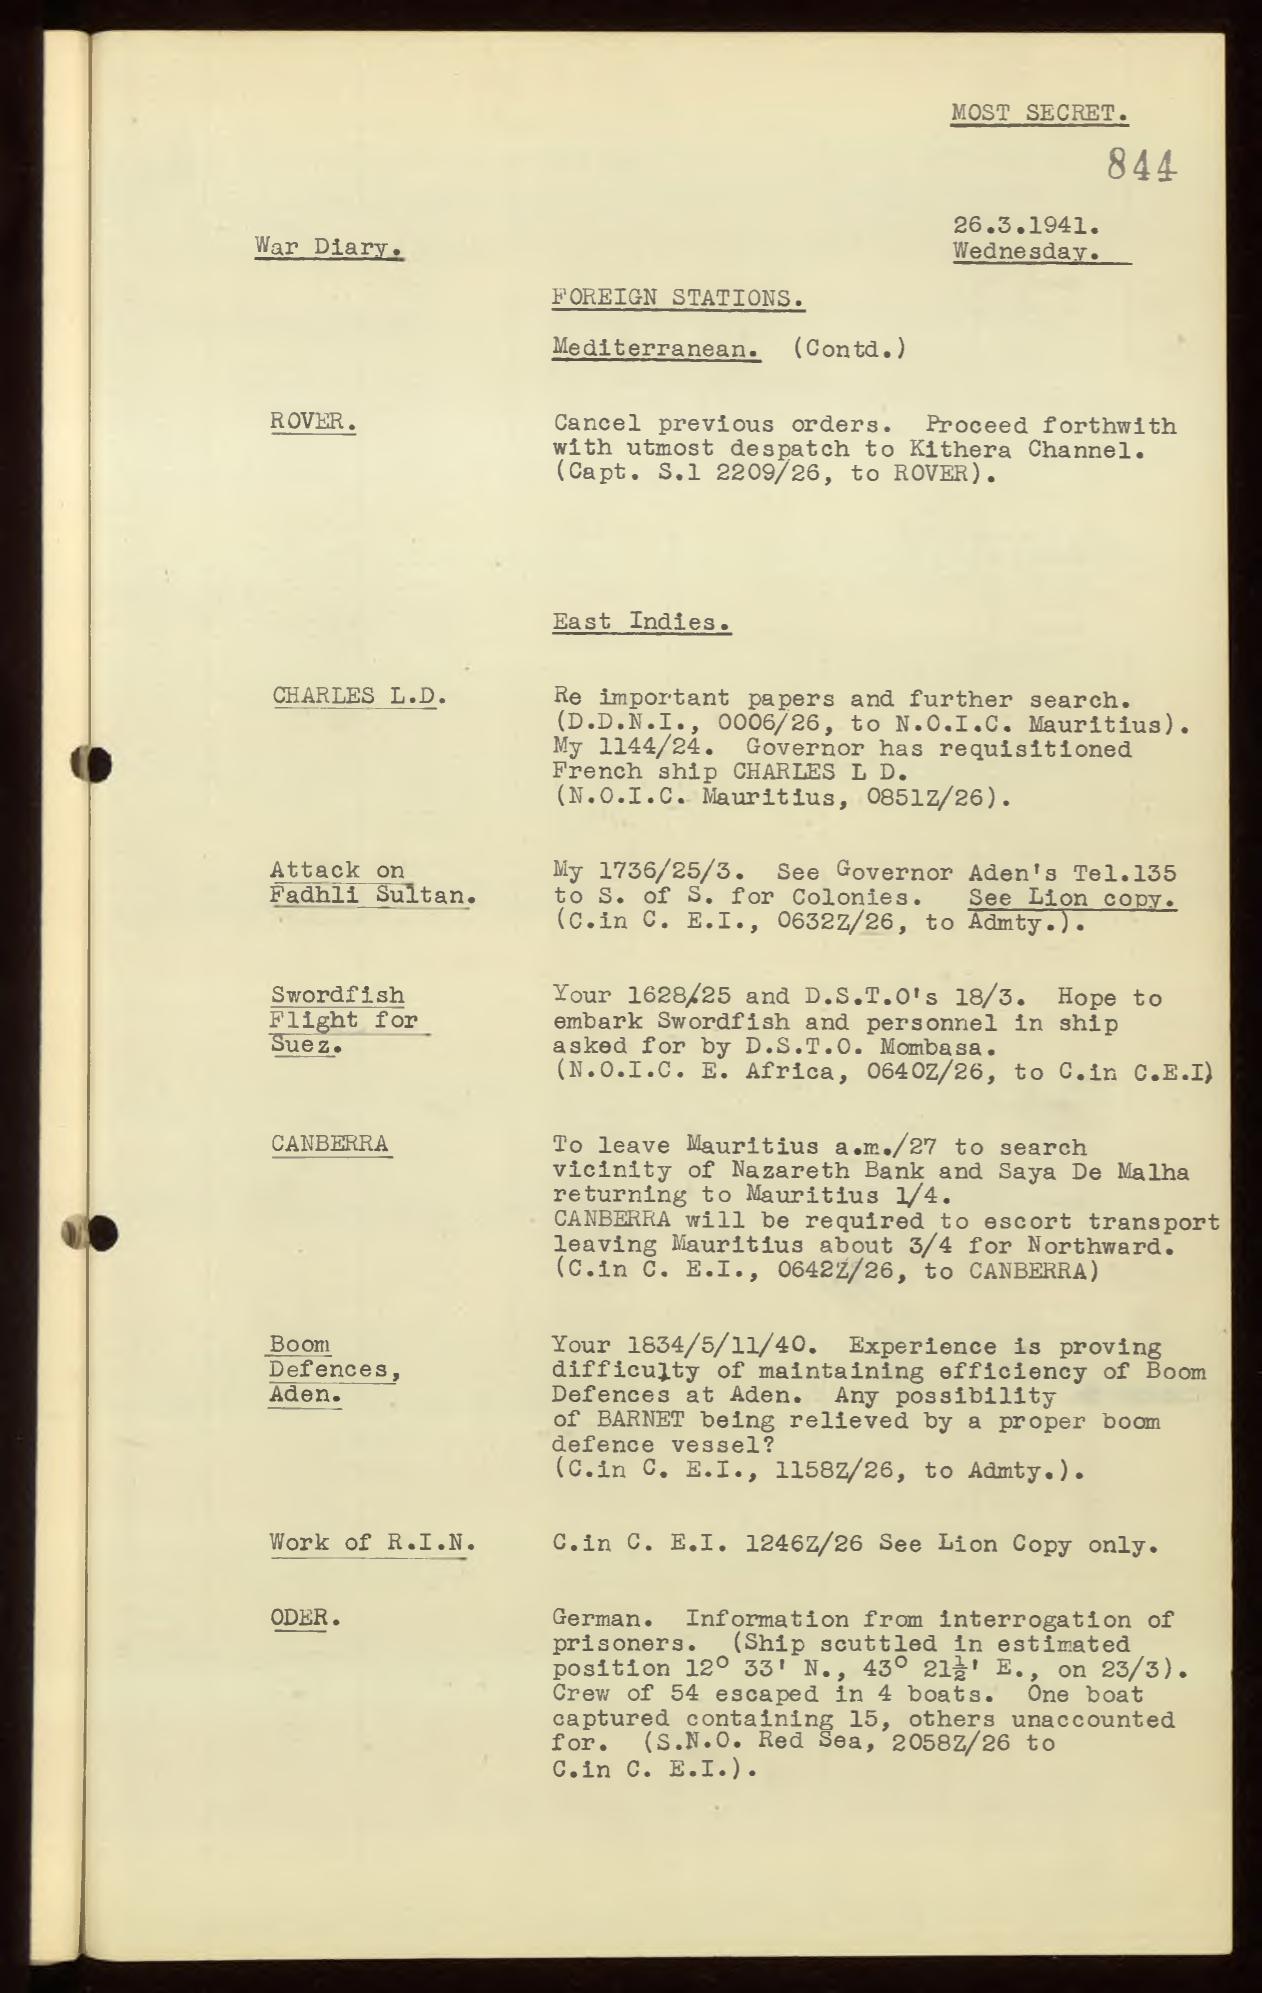 MOST SECRET.
844
26.3.1941.
War Diary.
Wednesday.
FOREIGN STATIONS.
Mediterranean. (Contd.)
ROVER.
Cancel previous orders. Proceed forthwith
with utmost despatch to Kithera Channel.
(Capt. S.1 2209/26, to ROVER).
East Indies.
CHARLES L.D.
Re important papers and further search.
(D.D.N.I., 0006/26, to N.O.I.C. Mauritius).
My 1144/24. Governor has requisitioned
French ship CHARLES L D.
(N.O.I.C. Mauritius, 0851Z/26).
Attack on
Fadhli Sultan.
My 1736/25/3. See Governor Aden's Tel.135
to S. of S. for Colonies. See Lion copy.
(C.in C. E.I., 0632Z/26, to Admty.).
Swordfish
Flight for
Suez.
Your 1628/25 and D.S.T.O's 18/3. Hope to
embark Swordfish and personnel in ship
asked for by D.S.T.O. Mombasa.
(N.O.I.C. E. Africa, 0640Z/26, to C.in C.E.I)
CANBERRA
To leave Mauritius a.m./27 to search
vicinity of Nazareth Bank and Saya De Malha
returning to Mauritius 1/4.
CANBERRA will be required to escort transport
leaving Mauritius about 3/4 for Northward.
(C.in C. E.I., 0642Z/26, to CANBERRA)
Boom
Defences,
Aden.
Your 1834/5/11/40. Experience is proving
difficulty of maintaining efficiency of Boom
Defences at Aden. Any possibility
of BARNET being relieved by a proper boom
defence vessel?
(C.in C. E.I., 1158Z/26, to Admty.).
Work of R.I.N.
C.in C. E.I. 1246Z/26 See Lion Copy only.
ODER.
German. Information from interrogation of
prisoners. (Ship scuttled in estimated
position 12° 33' N., 43° 21½' E., on 23/3).
Crew of 54 escaped in 4 boats. One boat
captured containing 15, others unaccounted
for. (S.N.O. Red Sea, 2058Z/26 to
C.in C. E.I.).